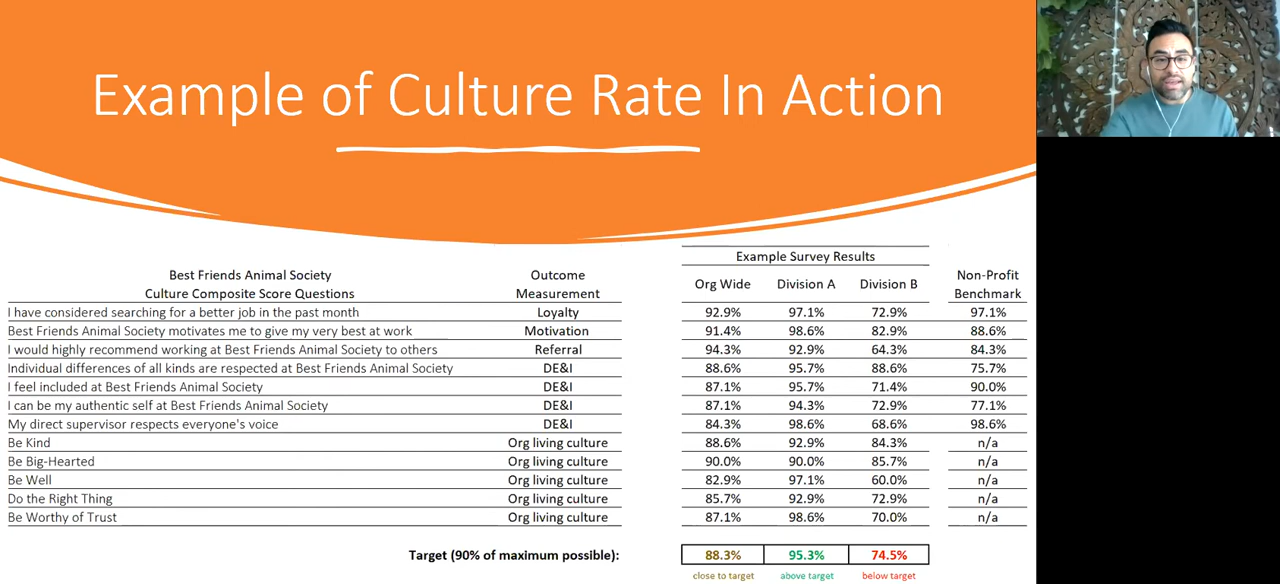 Example of Culture Rate In Action
Example Survey Results
Best Friends Animal Society Outcome Non-Profit
Culture Composite Score Questions Measurement Org Wide Division A Division B Benchmark
I have considered searching for a better job in the past month Loyalty 92.9% 97.1% 72.9% 97.1%
Best Friends Animal Society motivates me to give my very best at work Motivation 91.4% 98.6% 82.9% 88.6%
I would highly recommend working at Best Friends Animal Society to others Referral 94.3% 92.9% 64.3% 84.3%
Individual differences of all kinds are respected at Best Friends Animal Society DE&I 88.6% 95.7% 88.6% 75.7%
I feel included at Best Friends Animal Society DE&I 87.1% 95.7% 71.4% 90.0%
I can be my authentic self at Best Friends Animal Society DE&I 87.1% 94.3% 72.9% 77.1%
My direct supervisor respects everyone's voice DE&I 84.3% 98.6% 68.6% 98.6%
Be Kind Org living culture 88.6% 92.9% 84.3% n/a
Be Big-Hearted Org living culture 90.0% 90.0% 85.7% n/a
Be Well Org living culture 82.9% 97.1% 60.0% n/a
Do the Right Thing Org living culture 85.7% 92.9% 72.9% n/a
Be Worthy of Trust Org living culture 87.1% 98.6% 70.0% n/a
Target (90% of maximum possible): 88.3% 95.3% 74.5%
close to target above target below target